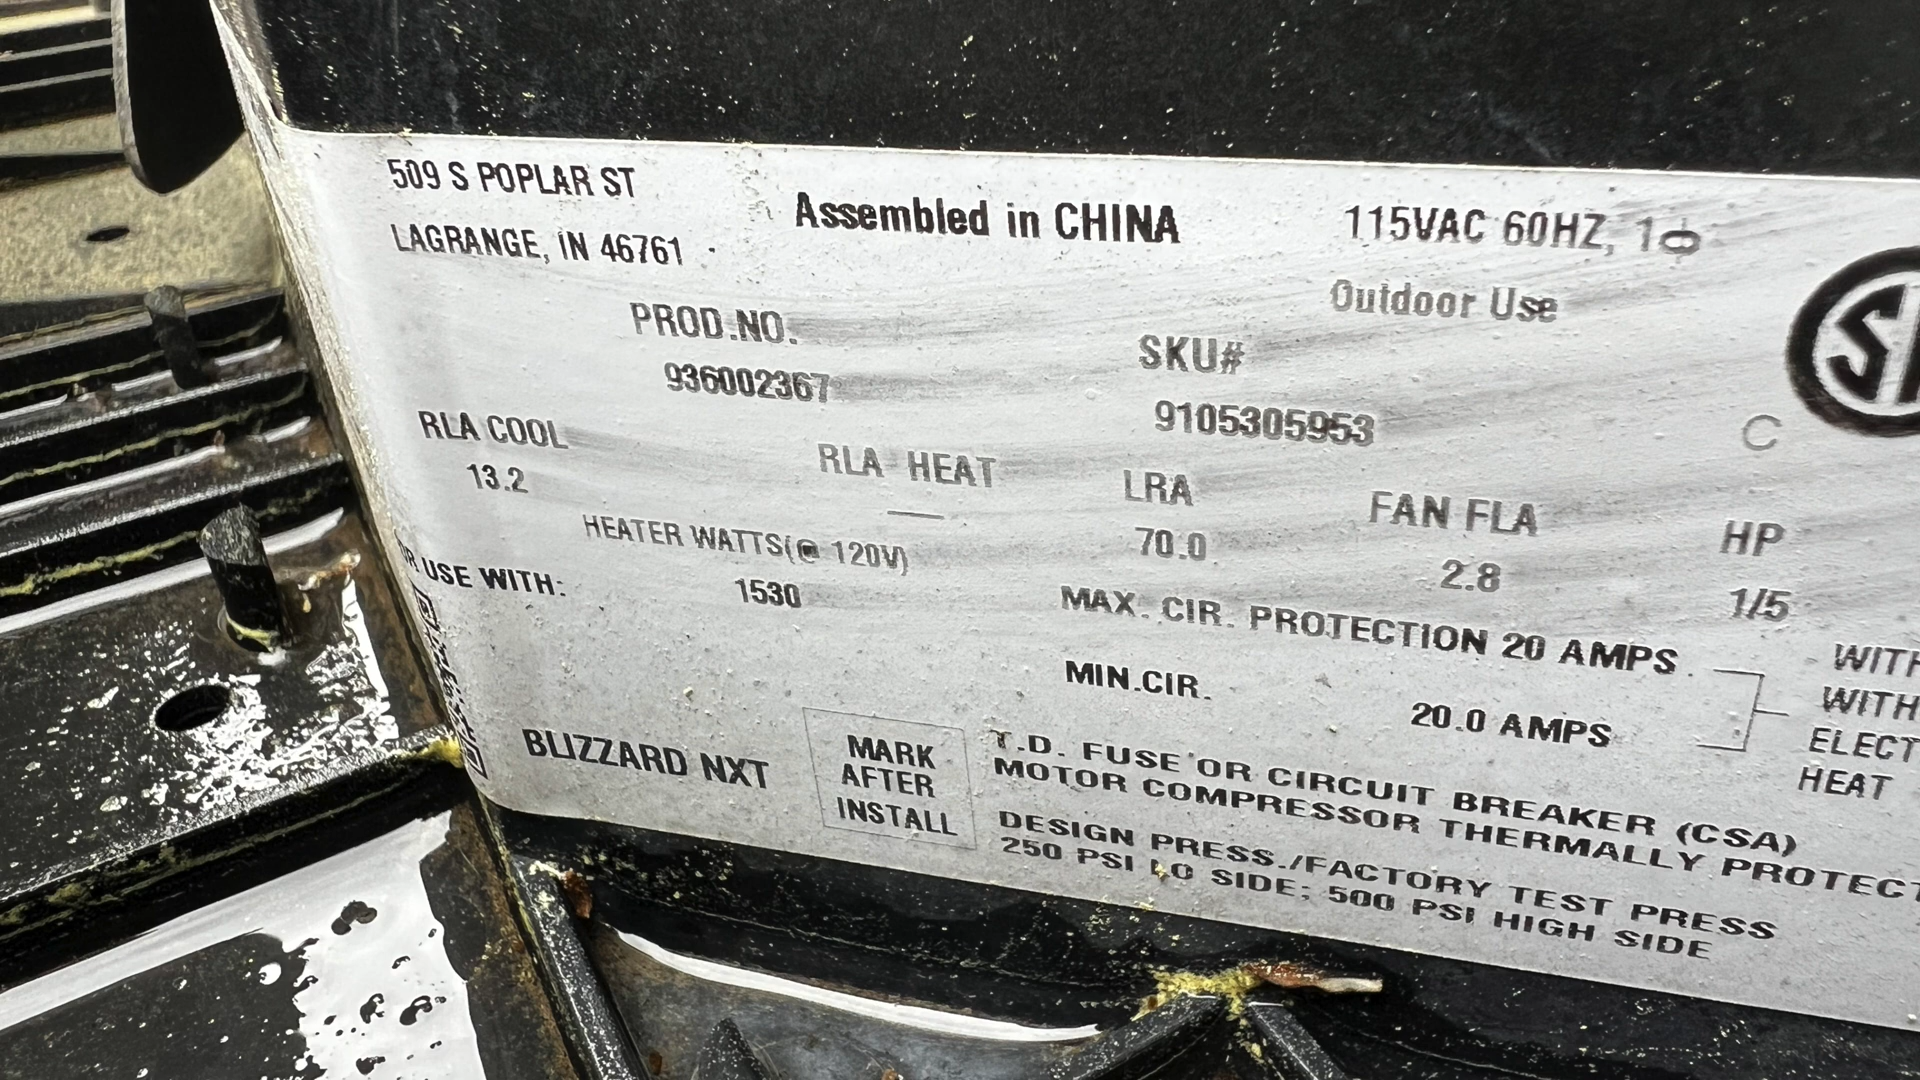 509 S POPLAR ST
LAGRANGE, IN 46761
Assembled in CHINA
115VAC 60HZ, 1ϕ
Outdoor Use
PROD.NO.
936002367
SKU#
9105305953
C
RLA COOL
13.2
RLA HEAT
—
LRA
70.0
FAN FLA
2.8
HP
1/5
HEATER WATTS(@ 120V)
1530
USE WITH:
MAX. CIR. PROTECTION 20 AMPS
MIN.CIR. 20.0 AMPS
WITH
ELECT
HEAT
BLIZZARD NXT
MARK
AFTER
INSTALL
T.D. FUSE OR CIRCUIT BREAKER (CSA)
MOTOR COMPRESSOR THERMALLY PROTECT
DESIGN PRESS./FACTORY TEST PRESS
250 PSI LO SIDE; 500 PSI HIGH SIDE